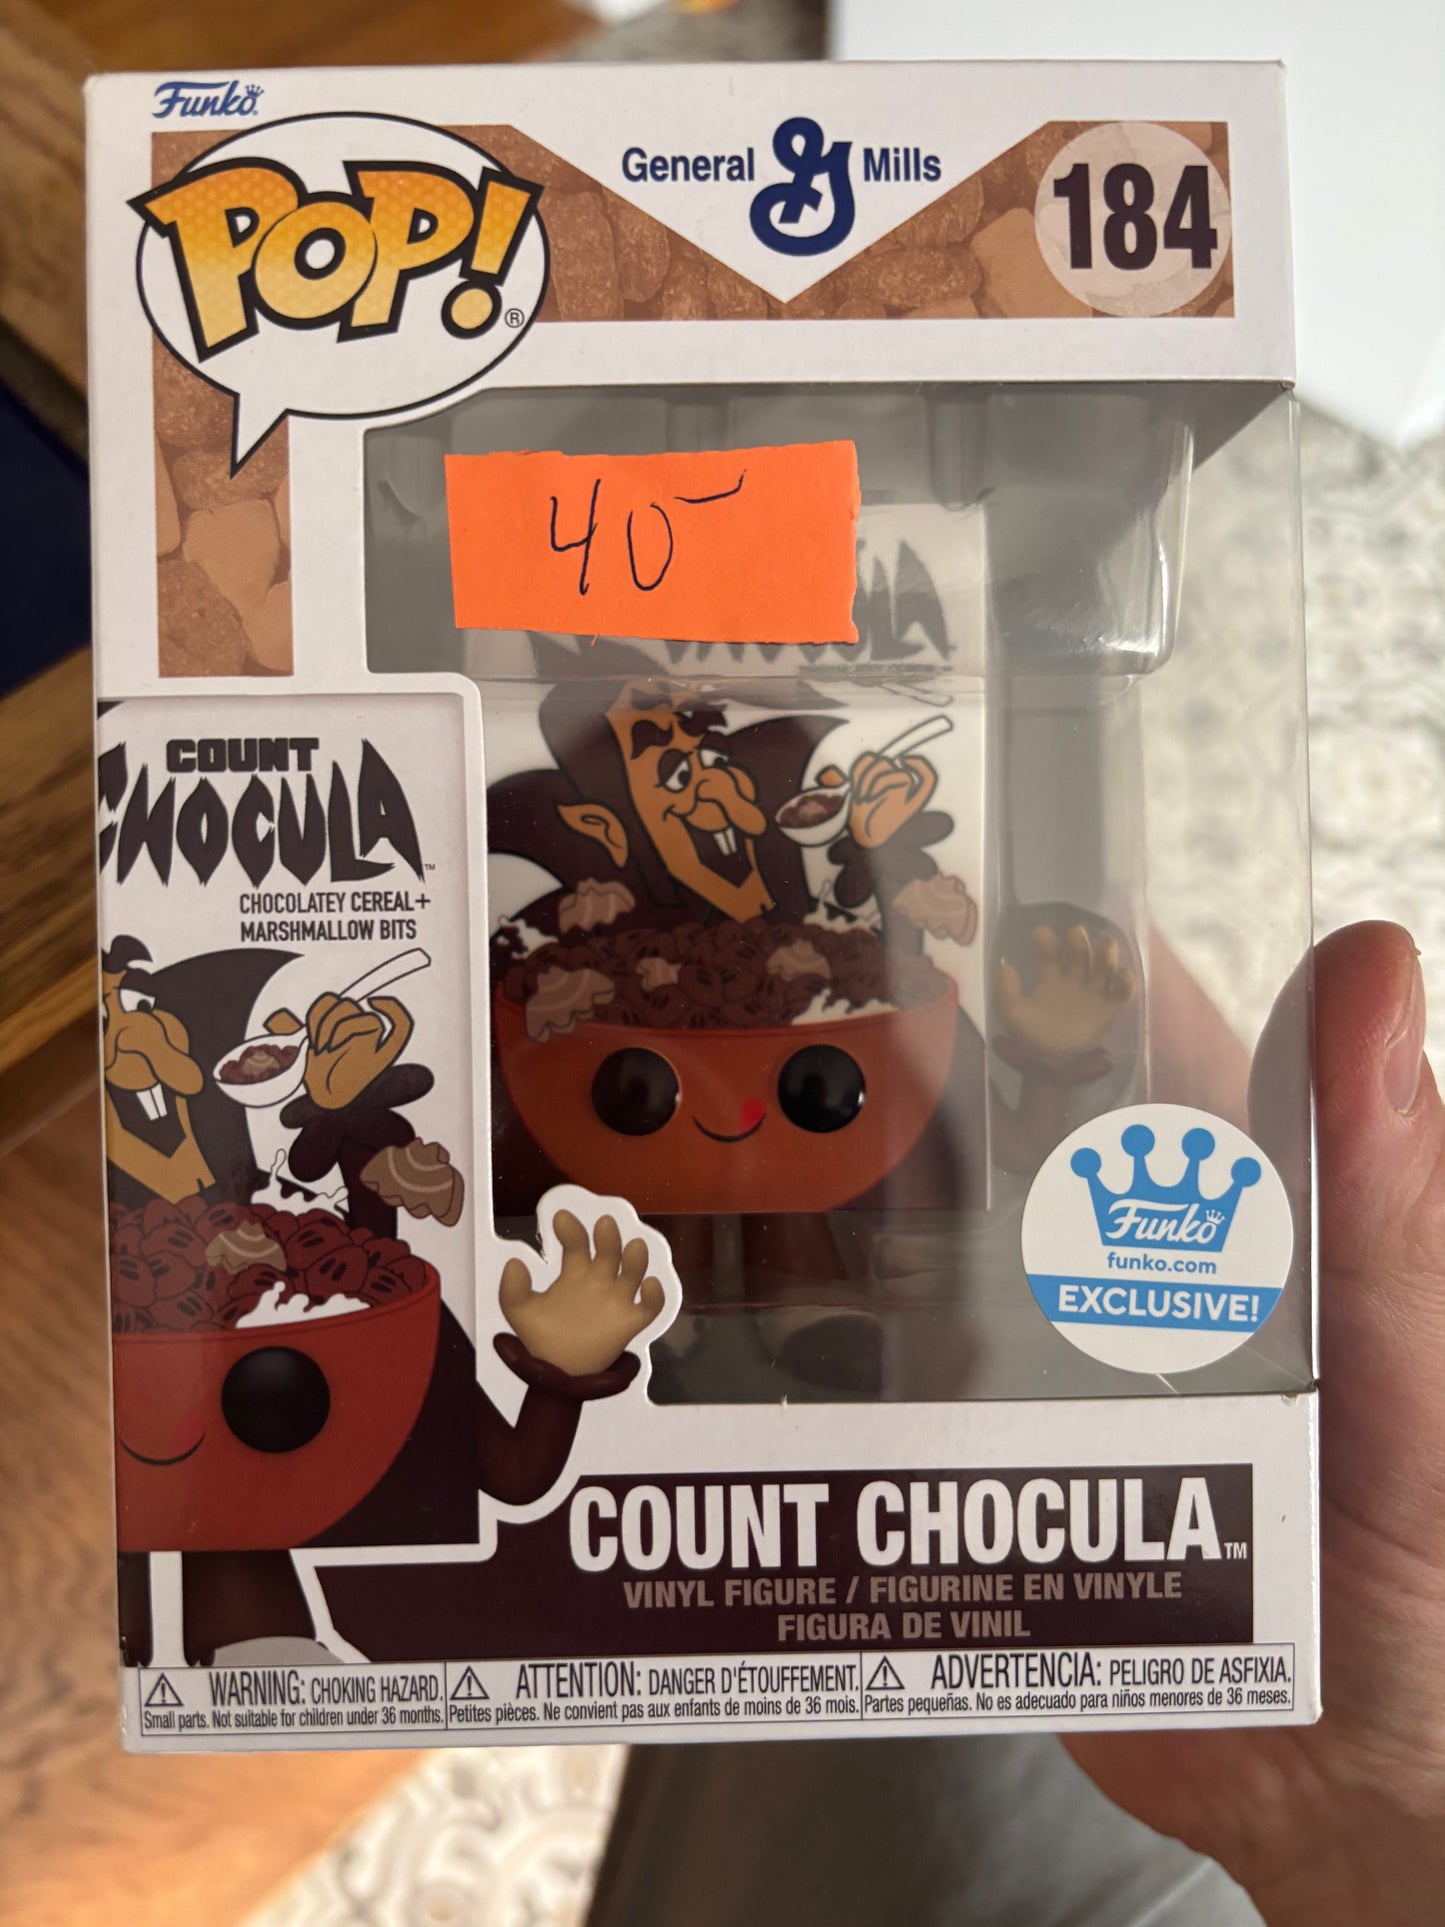 Funko
POP!®
General Mills
184
40-
COUNT
CHOCULA™
CHOCOLATEY CEREAL+
MARSHMALLOW BITS
Funko
funko.com
EXCLUSIVE!
COUNT CHOCULA™
VINYL FIGURE / FIGURINE EN VINYLE
FIGURA DE VINIL
WARNING: CHOKING HAZARD.
Small parts. Not suitable for children under 36 months.
ATTENTION: DANGER D'ÉTOUFFEMENT.
Petites pièces. Ne convient pas aux enfants de moins de 36 mois.
ADVERTENCIA: PELIGRO DE ASFIXIA.
Partes pequeñas. No es adecuado para niños menores de 36 meses.